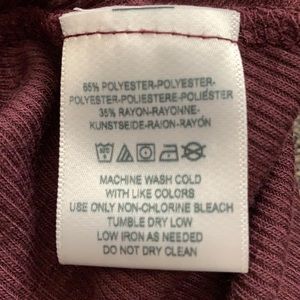 65% POLYESTER-POLYESTER-
POLYESTER-POLIESTERE-POLIÉSTER
35% RAYON-RAYONNE-
KUNSTSEIDE-RAION-RAYÓN
MACHINE WASH COLD
WITH LIKE COLORS
USE ONLY NON-CHLORINE BLEACH
TUMBLE DRY LOW
LOW IRON AS NEEDED
DO NOT DRY CLEAN